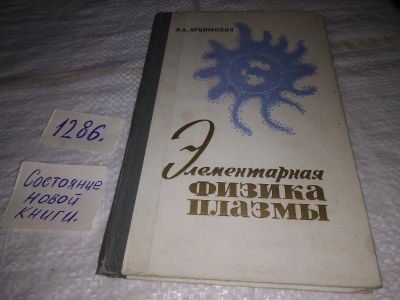 Л.А. АРЦИМОВИЧ
Элементарная
ФИЗИКА
ПЛАЗМЫ
1286.
Состояние
новой
книги.